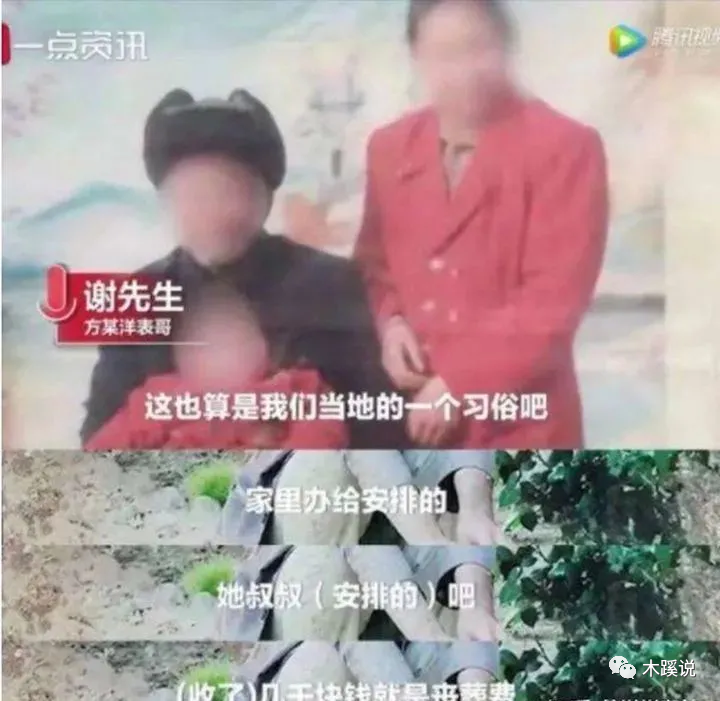 一点资讯
腾讯视频
谢先生
方某洋表哥
这也算是我们当地的一个习俗吧
家里办给安排的
她叔叔（安排的）吧
（收了）几千块钱就是丧葬费
木蹊说